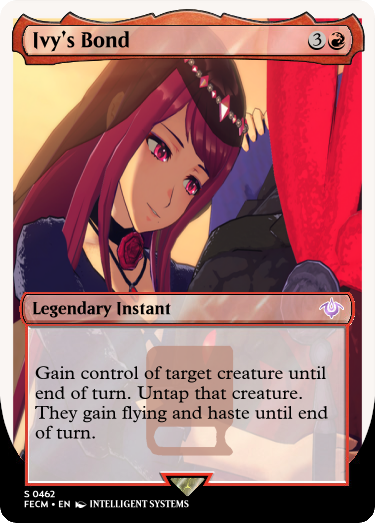 Ivy's Bond 3
Legendary Instant
Gain control of target creature until
end of turn. Untap that creature.
They gain flying and haste until end
of turn.
S 0462
FECM • EN INTELLIGENT SYSTEMS